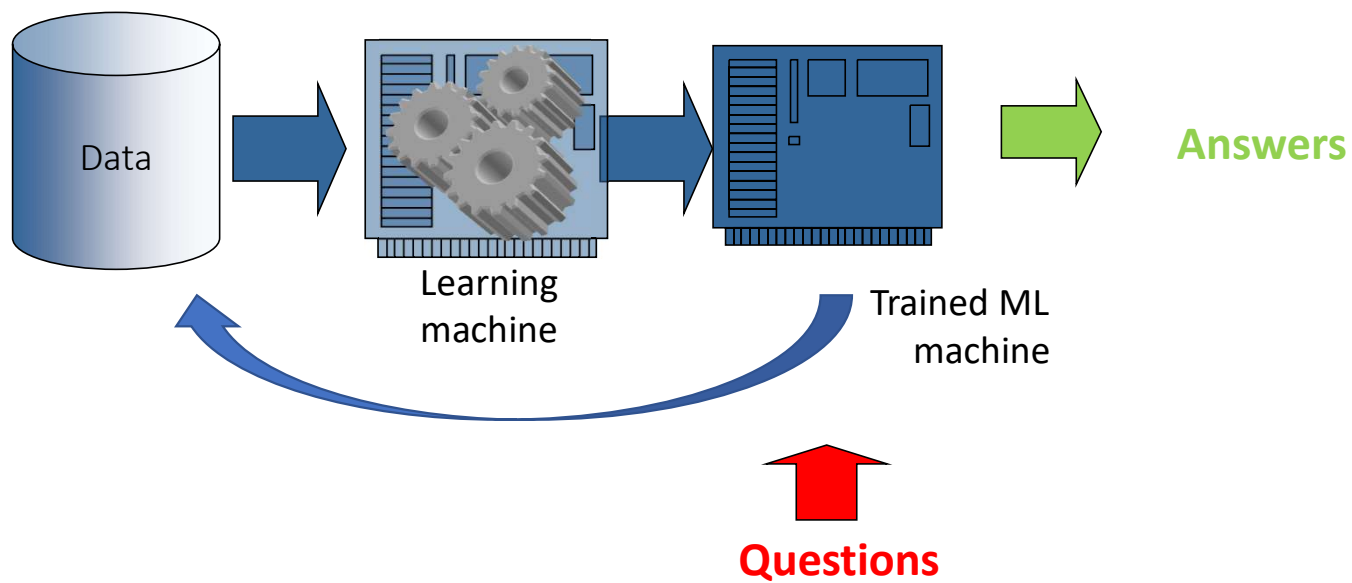 Data
Answers
Learning
machine
Trained ML
machine
Questions